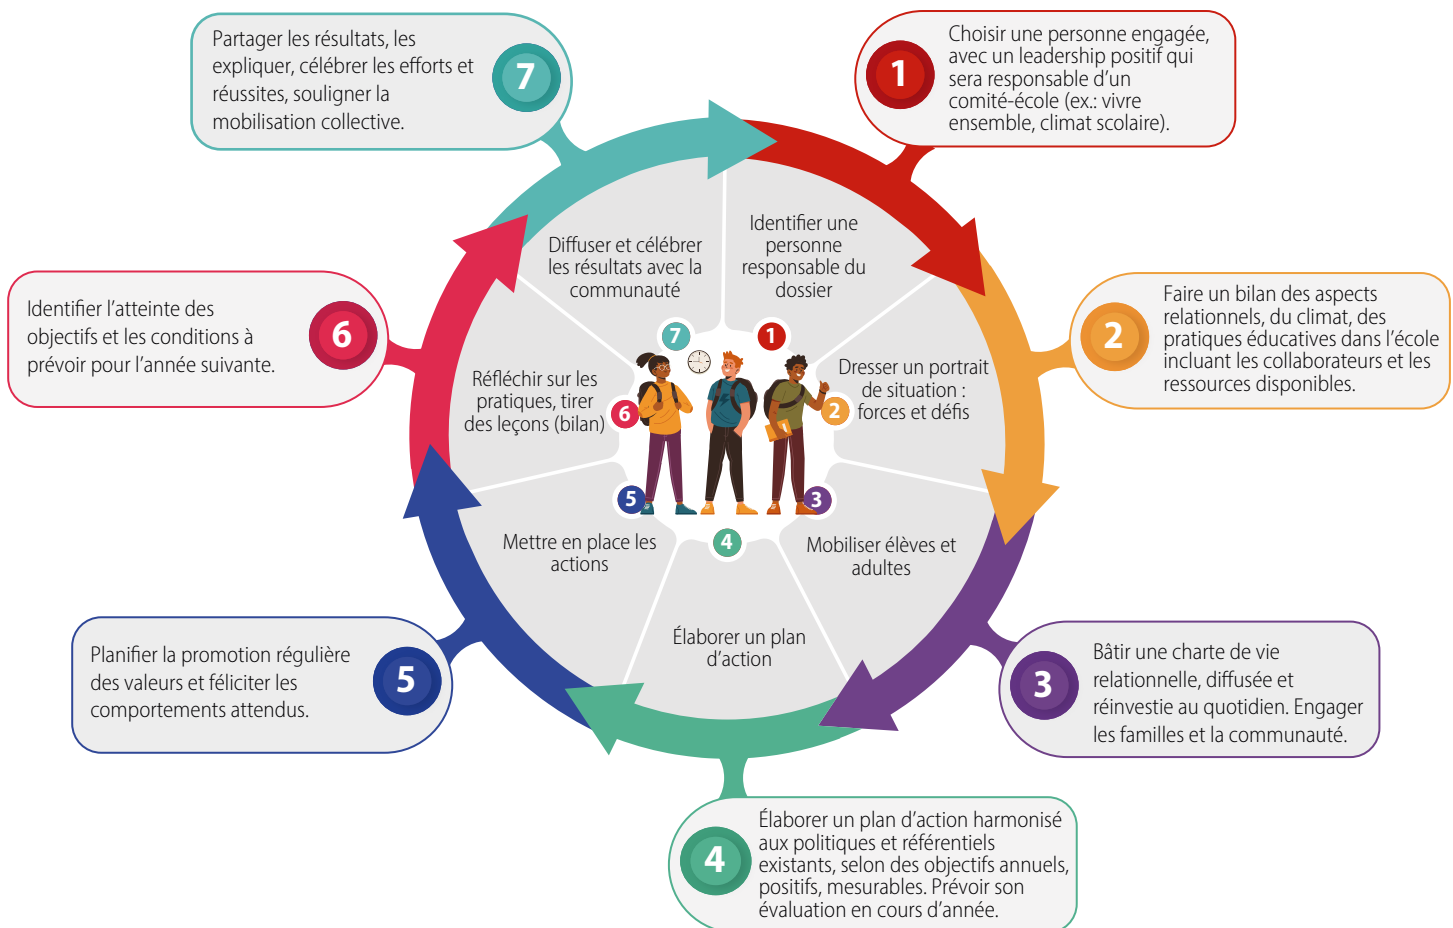 1
Choisir une personne engagée,
avec un leadership positif qui
sera responsable d’un
comité-école (ex.: vivre
ensemble, climat scolaire).
2
Faire un bilan des aspects
relationnels, du climat, des
pratiques éducatives dans l’école
incluant les collaborateurs et les
ressources disponibles.
3
Bâtir une charte de vie
relationnelle, diffusée et
réinvestie au quotidien. Engager
les familles et la communauté.
4
Élaborer un plan d’action harmonisé
aux politiques et référentiels
existants, selon des objectifs annuels,
positifs, mesurables. Prévoir son
évaluation en cours d’année.
5
Planifier la promotion régulière
des valeurs et féliciter les
comportements attendus.
6
Identifier l’atteinte des
objectifs et les conditions à
prévoir pour l’année suivante.
7
Partager les résultats, les
expliquer, célébrer les efforts et
réussites, souligner la
mobilisation collective.
Identifier une
personne
responsable du
dossier
1
Dresser un portrait
de situation :
forces et défis
2
Mobiliser élèves et
adultes
3
Élaborer un plan
d’action
4
Mettre en place les
actions
5
Réfléchir sur les
pratiques, tirer
des leçons (bilan)
6
Diffuser et célébrer
les résultats avec la
communauté
7